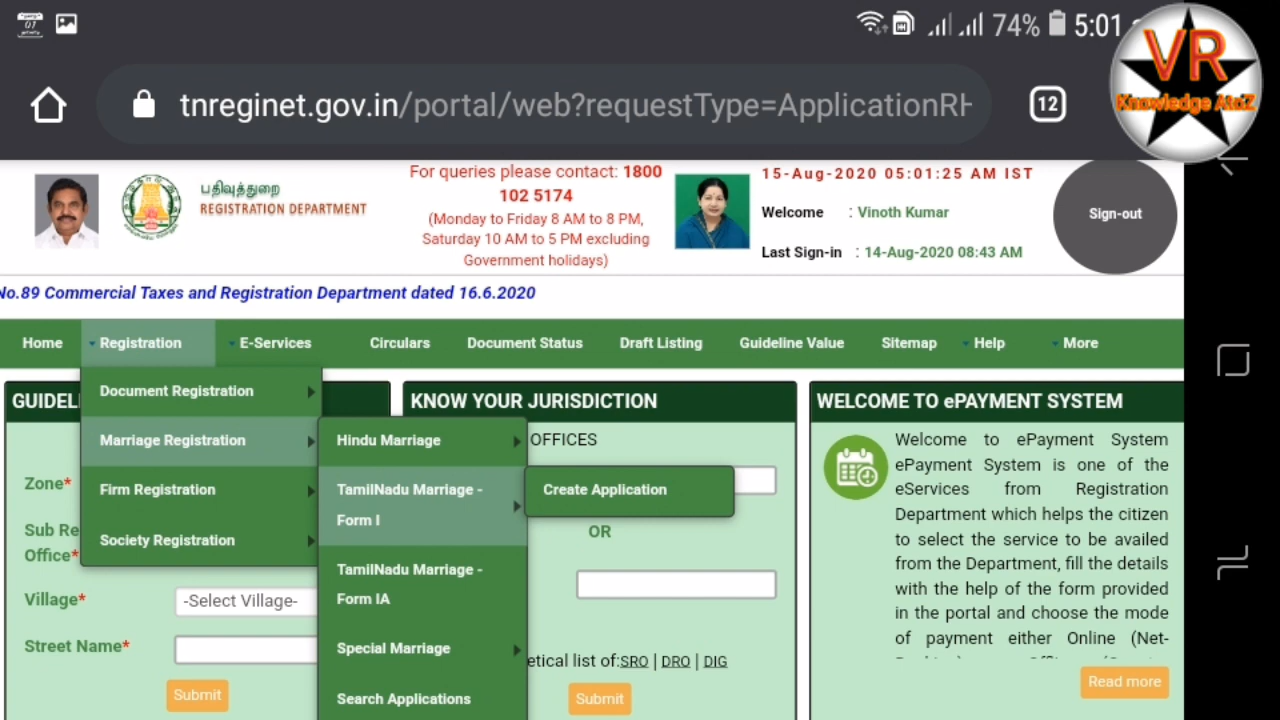 74% 5:01
VR
Knowledge AtoZ
tnreginet.gov.in/portal/web?requestType=ApplicationRH
12
பதிவுத்துறை
REGISTRATION DEPARTMENT
For queries please contact: 1800
102 5174
(Monday to Friday 8 AM to 8 PM,
Saturday 10 AM to 5 PM excluding
Government holidays)
15-Aug-2020 05:01:25 AM IST
Welcome : Vinoth Kumar
Last Sign-in : 14-Aug-2020 08:43 AM
Sign-out
No.89 Commercial Taxes and Registration Department dated 16.6.2020
Home Registration E-Services Circulars Document Status Draft Listing Guideline Value Sitemap Help More
Document Registration
Marriage Registration
Firm Registration
Society Registration
Hindu Marriage
TamilNadu Marriage -
Form I
TamilNadu Marriage -
Form IA
Special Marriage
Search Applications
Create Application
GUIDEL
Zone*
Sub Re
Office*
Village* -Select Village-
Street Name*
Submit
KNOW YOUR JURISDICTION
OFFICES
OR
etical list of:SRO | DRO | DIG
Submit
WELCOME TO ePAYMENT SYSTEM
Welcome to ePayment System
ePayment System is one of the
eServices from Registration
Department which helps the citizen
to select the service to be availed
from the Department, fill the details
with the help of the form provided
in the portal and choose the mode
of payment either Online (Net-
Read more